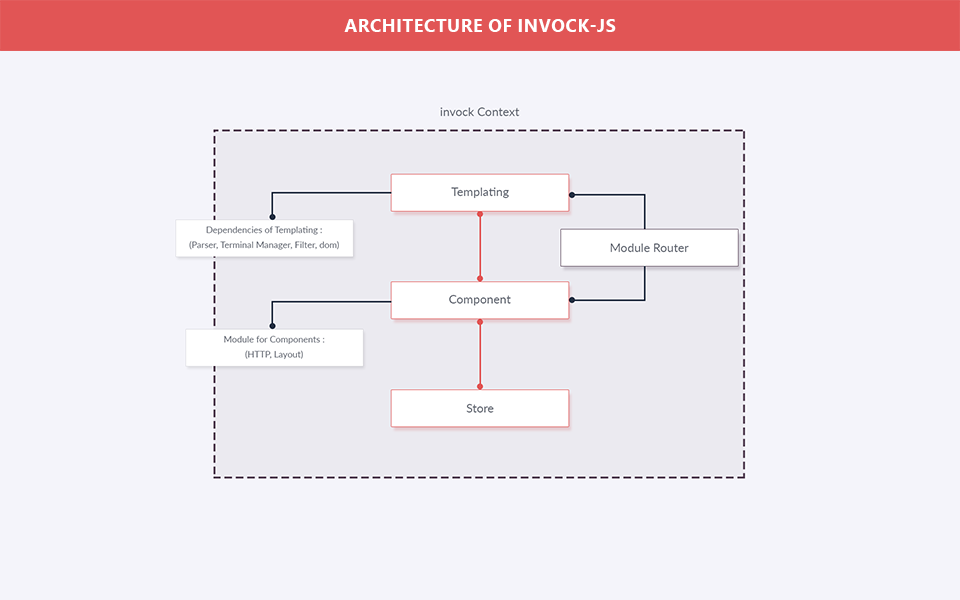 ARCHITECTURE OF INVOCK-JS
invock Context
Templating
Dependencies of Templating :
(Parser, Terminal Manager, Filter, dom)
Module Router
Component
Module for Components :
(HTTP, Layout)
Store